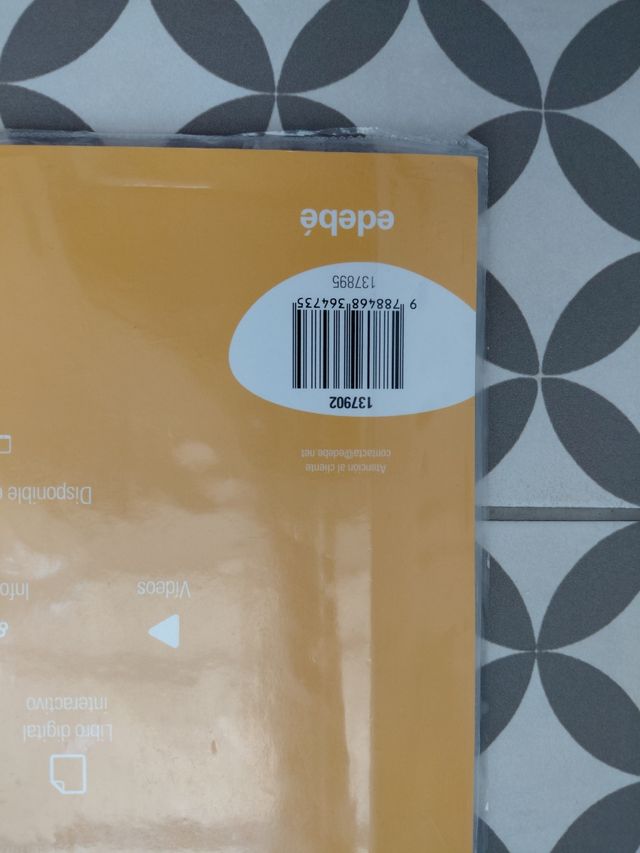 Libro digital
interactivo
Vídeos
Disponible
Atención al cliente
contacta@edebe.net
137902
9 788468 364735
137895
edebé